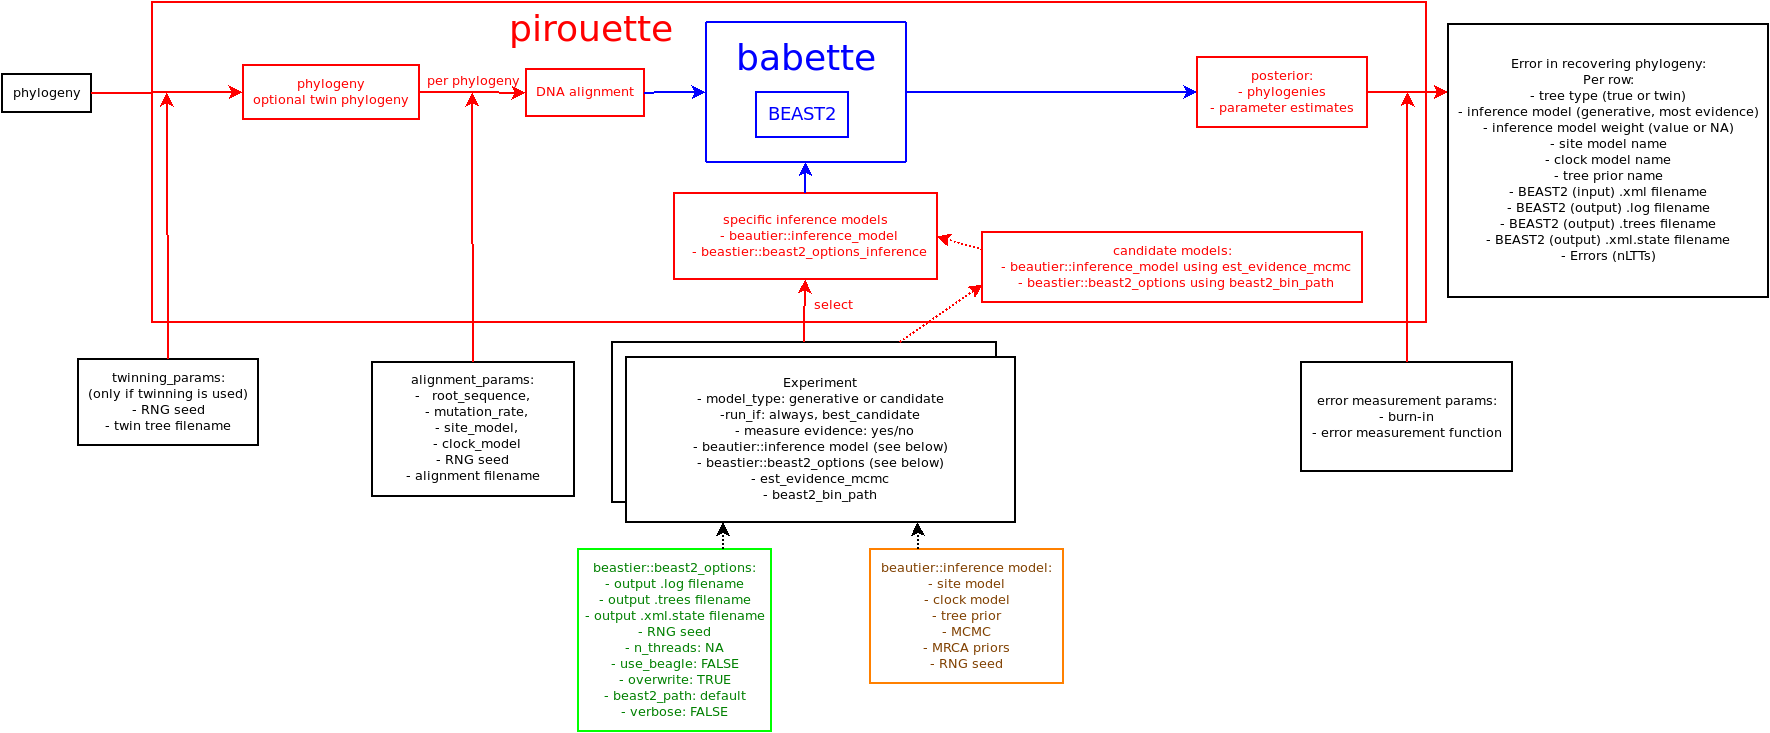 pirouette
phylogeny
phylogeny
optional twin phylogeny
per phylogeny
DNA alignment
babette
BEAST2
posterior:
- phylogenies
- parameter estimates
Error in recovering phylogeny:
Per row:
- tree type (true or twin)
- inference model (generative, most evidence)
- inference model weight (value or NA)
- site model name
- clock model name
- tree prior name
- BEAST2 (input) .xml filename
- BEAST2 (output) .log filename
- BEAST2 (output) .trees filename
- BEAST2 (output) .xml.state filename
- Errors (nLTTs)
specific inference models
- beautier::inference_model
- beastier::beast2_options_inference
candidate models:
- beautier::inference_model using est_evidence_mcmc
- beastier::beast2_options using beast2_bin_path
select
twinning_params:
(only if twinning is used)
- RNG seed
- twin tree filename
alignment_params:
- root_sequence,
- mutation_rate,
- site_model,
- clock_model
- RNG seed
- alignment filename
Experiment
- model_type: generative or candidate
-run_if: always, best_candidate
- measure evidence: yes/no
- beautier::inference model (see below)
- beastier::beast2_options (see below)
- est_evidence_mcmc
- beast2_bin_path
error measurement params:
- burn-in
- error measurement function
beastier::beast2_options:
- output .log filename
- output .trees filename
- output .xml.state filename
- RNG seed
- n_threads: NA
- use_beagle: FALSE
- overwrite: TRUE
- beast2_path: default
- verbose: FALSE
beautier::inference model:
- site model
- clock model
- tree prior
- MCMC
- MRCA priors
- RNG seed